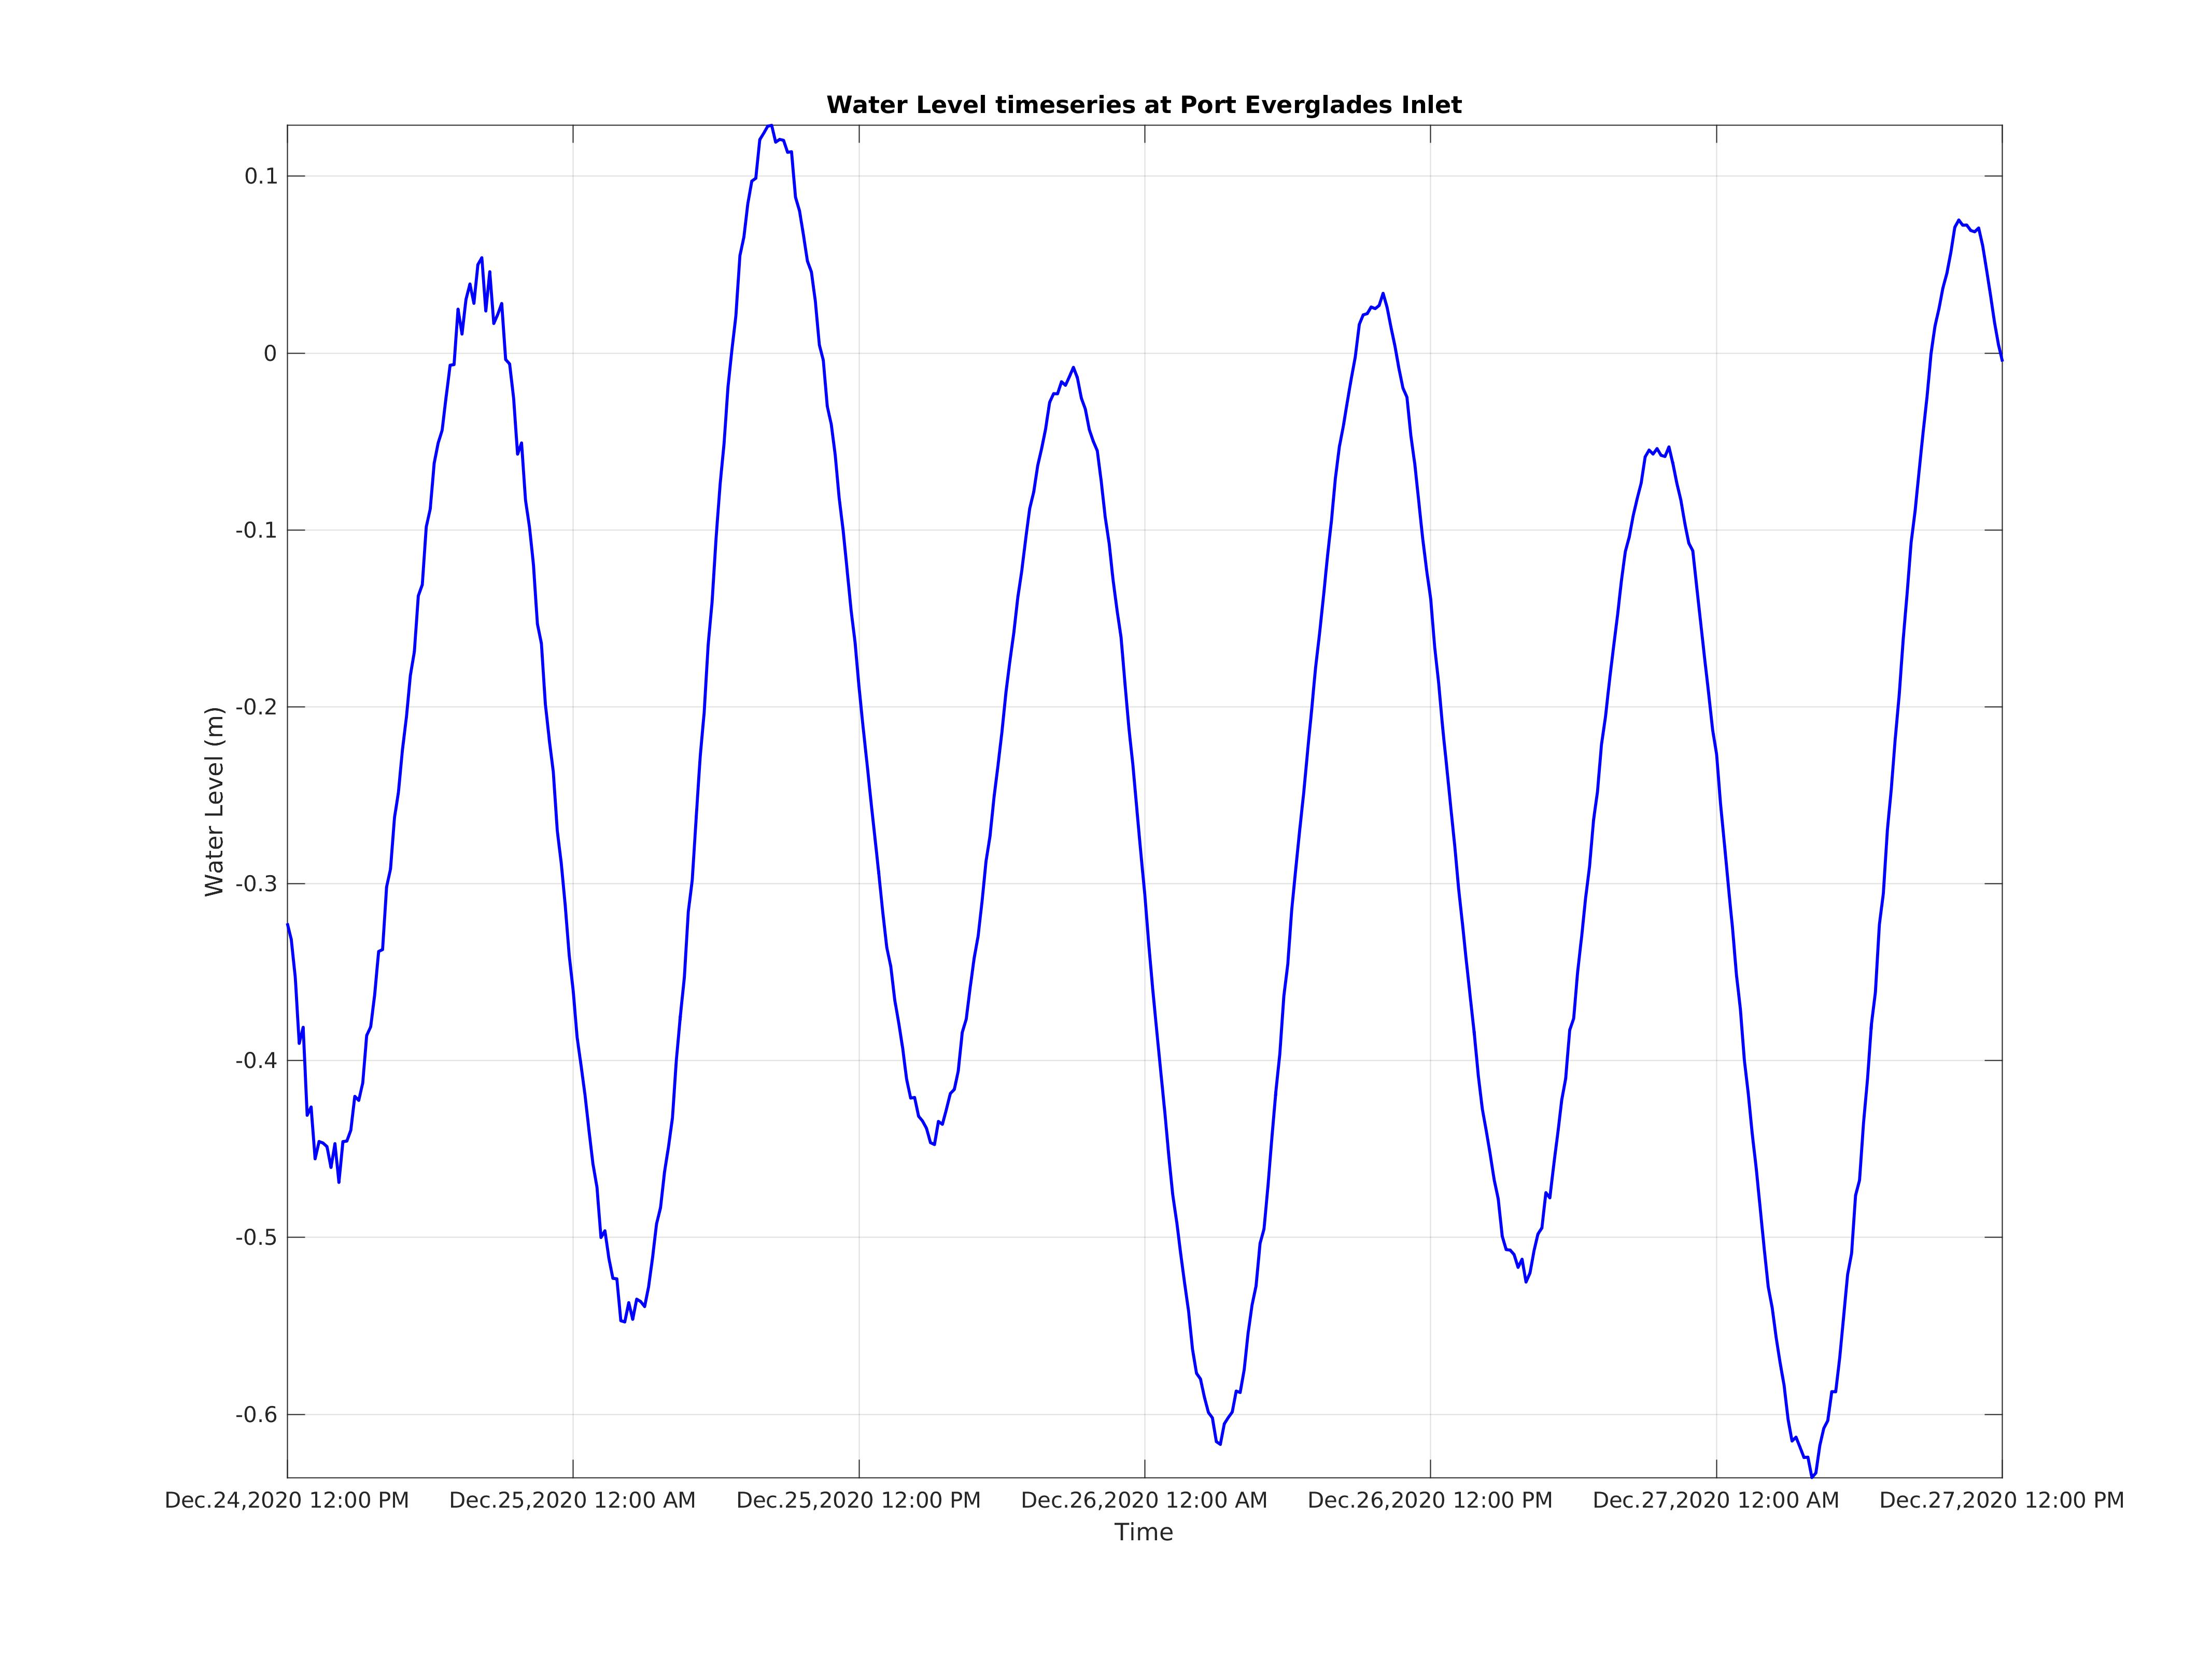 Water Level timeseries at Port Everglades Inlet
0.1
0
-0.1
-0.2
-0.3
-0.4
-0.5
-0.6
Water Level (m)
Dec.24,2020 12:00 PM
Dec.25,2020 12:00 AM
Dec.25,2020 12:00 PM
Dec.26,2020 12:00 AM
Dec.26,2020 12:00 PM
Dec.27,2020 12:00 AM
Dec.27,2020 12:00 PM
Time